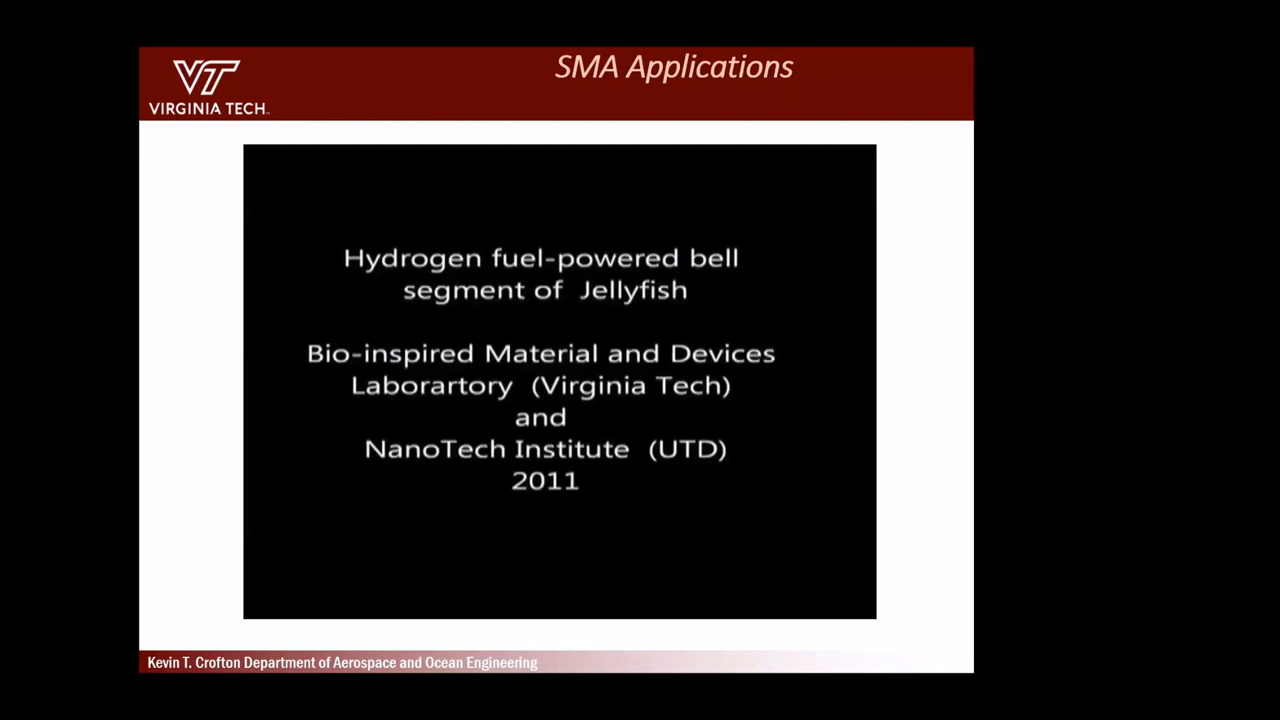 SMA Applications
VT
VIRGINIA TECH
Hydrogen fuel-powered bell
segment of Jellyfish
Bio-inspired Material and Devices
Laborartory (Virginia Tech)
and
NanoTech Institute (UTD)
2011
Kevin T. Crofton Department of Aerospace and Ocean Engineering